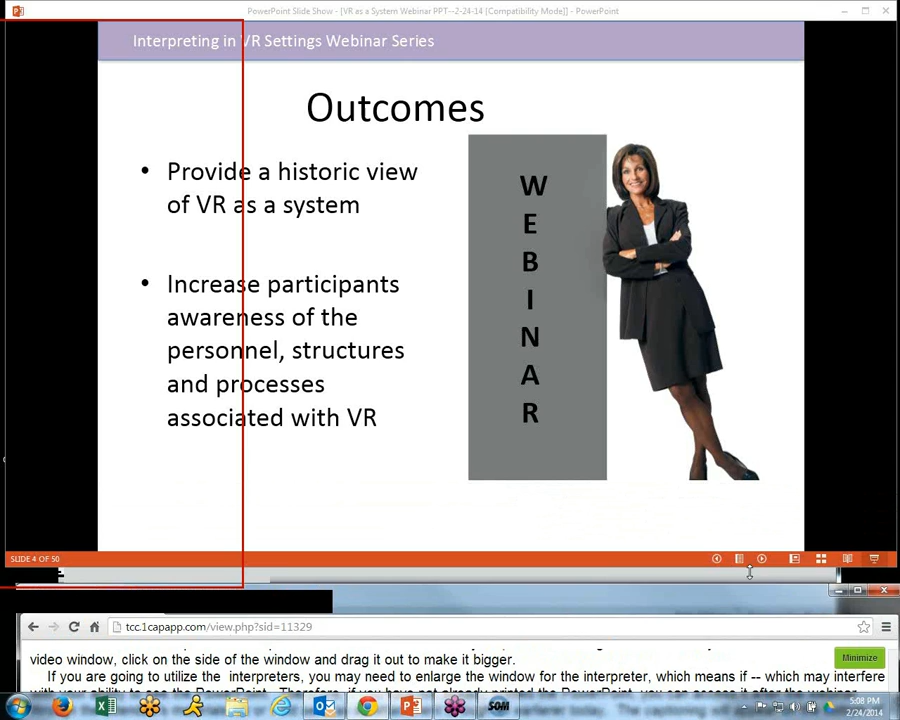 PowerPoint Slide Show - [VR as a System Webinar PPT--2-24-14 [Compatibility Mode]] - PowerPoint
Interpreting in VR Settings Webinar Series
Outcomes
• Provide a historic view
of VR as a system
• Increase participants
awareness of the
personnel, structures
and processes
associated with VR
W
E
B
I
N
A
R
SLIDE 4 OF 50
tcc.1capapp.com/view.php?sid=11329
video window, click on the side of the window and drag it out to make it bigger.
Minimize
If you are going to utilize the interpreters, you may need to enlarge the window for the interpreter, which means if -- which may interfere
SOM
5:08 PM
2/24/2014